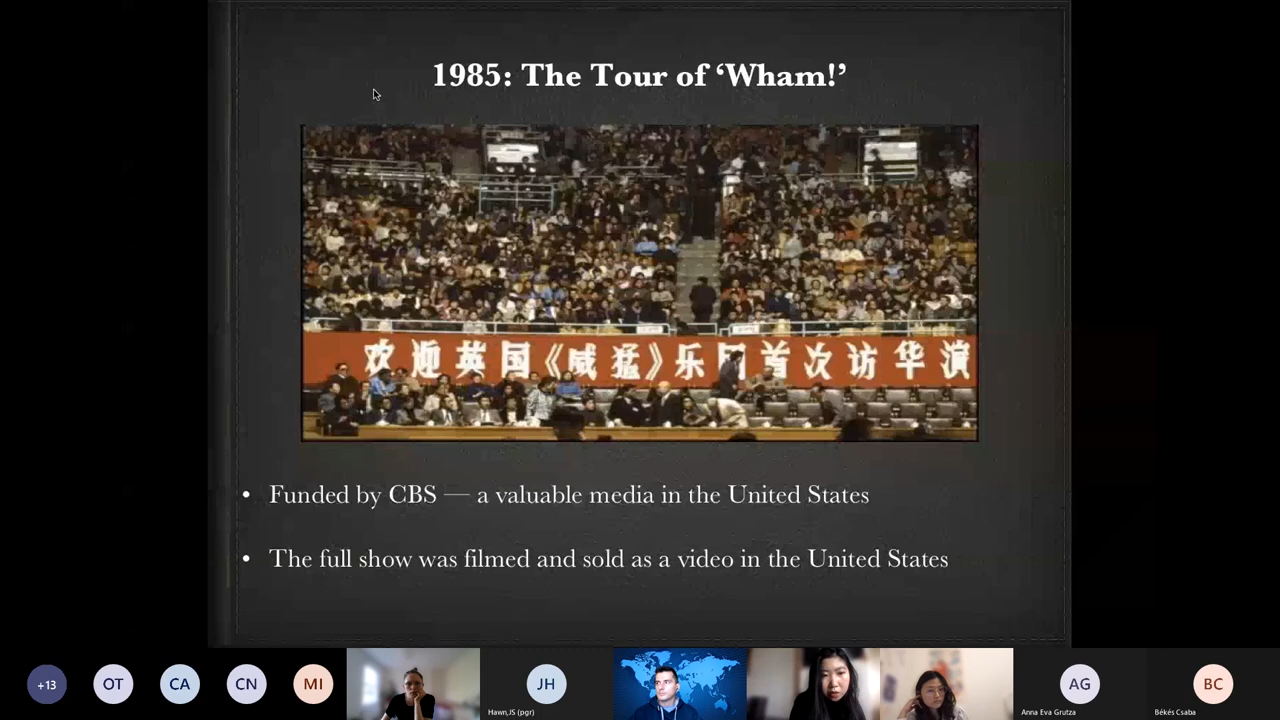 1985: The Tour of ‘Wham!’
欢迎英国《威猛》乐团首次访华演
• Funded by CBS — a valuable media in the United States
• The full show was filmed and sold as a video in the United States
+13
OT
CA
CN
MI
JH
Hawn,JS (pgr)
AG
Anna Eva Grutza
BC
Békés Csaba